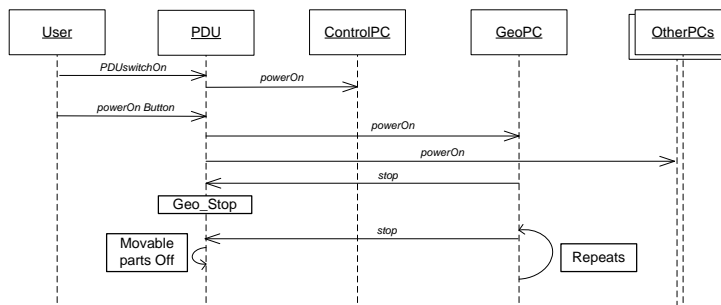 User PDU ControlPC GeoPC OtherPCs
PDUswitchOn
powerOn
powerOn Button
powerOn
powerOn
stop
Geo_Stop
stop
Movable
parts Off
Repeats